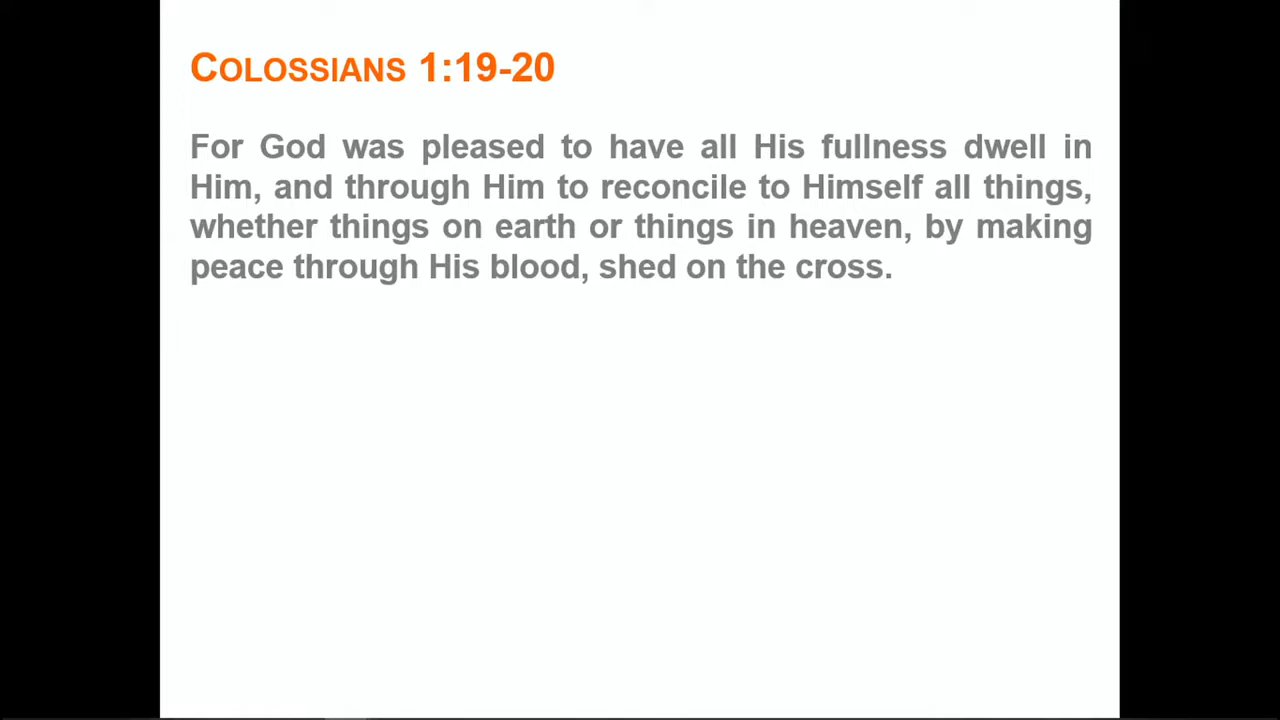 COLOSSIANS 1:19-20
For God was pleased to have all His fullness dwell in
Him, and through Him to reconcile to Himself all things,
whether things on earth or things in heaven, by making
peace through His blood, shed on the cross.